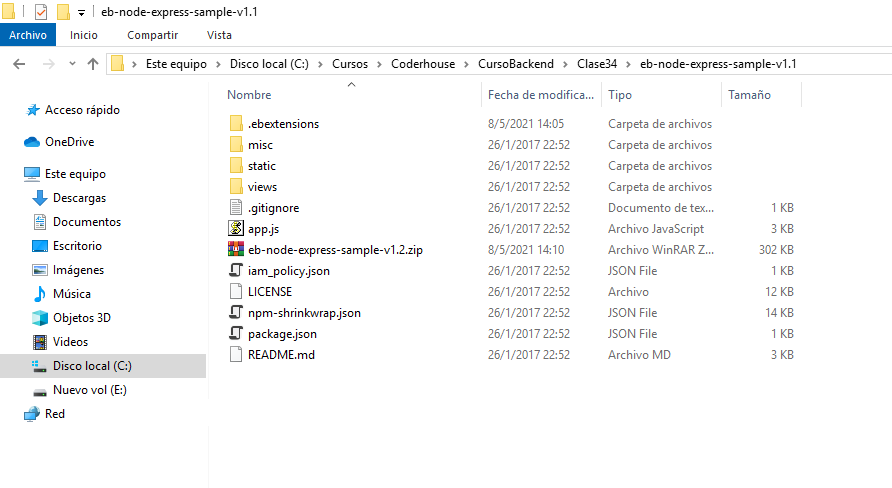 eb-node-express-sample-v1.1
Archivo Inicio Compartir Vista
Este equipo Disco local (C:) Cursos Coderhouse CursoBackend Clase34 eb-node-express-sample-v1.1
Nombre Fecha de modifica... Tipo Tamaño
Acceso rápido
OneDrive
Este equipo
Descargas
Documentos
Escritorio
Imágenes
Música
Objetos 3D
Videos
Disco local (C:)
Nuevo vol (E:)
Red
.ebextensions 8/5/2021 14:05 Carpeta de archivos
misc 26/1/2017 22:52 Carpeta de archivos
static 26/1/2017 22:52 Carpeta de archivos
views 26/1/2017 22:52 Carpeta de archivos
.gitignore 26/1/2017 22:52 Documento de tex... 1 KB
app.js 26/1/2017 22:52 Archivo JavaScript 3 KB
eb-node-express-sample-v1.2.zip 8/5/2021 14:10 Archivo WinRAR Z... 302 KB
iam_policy.json 26/1/2017 22:52 JSON File 1 KB
LICENSE 26/1/2017 22:52 Archivo 12 KB
npm-shrinkwrap.json 26/1/2017 22:52 JSON File 14 KB
package.json 26/1/2017 22:52 JSON File 1 KB
README.md 26/1/2017 22:52 Archivo MD 3 KB